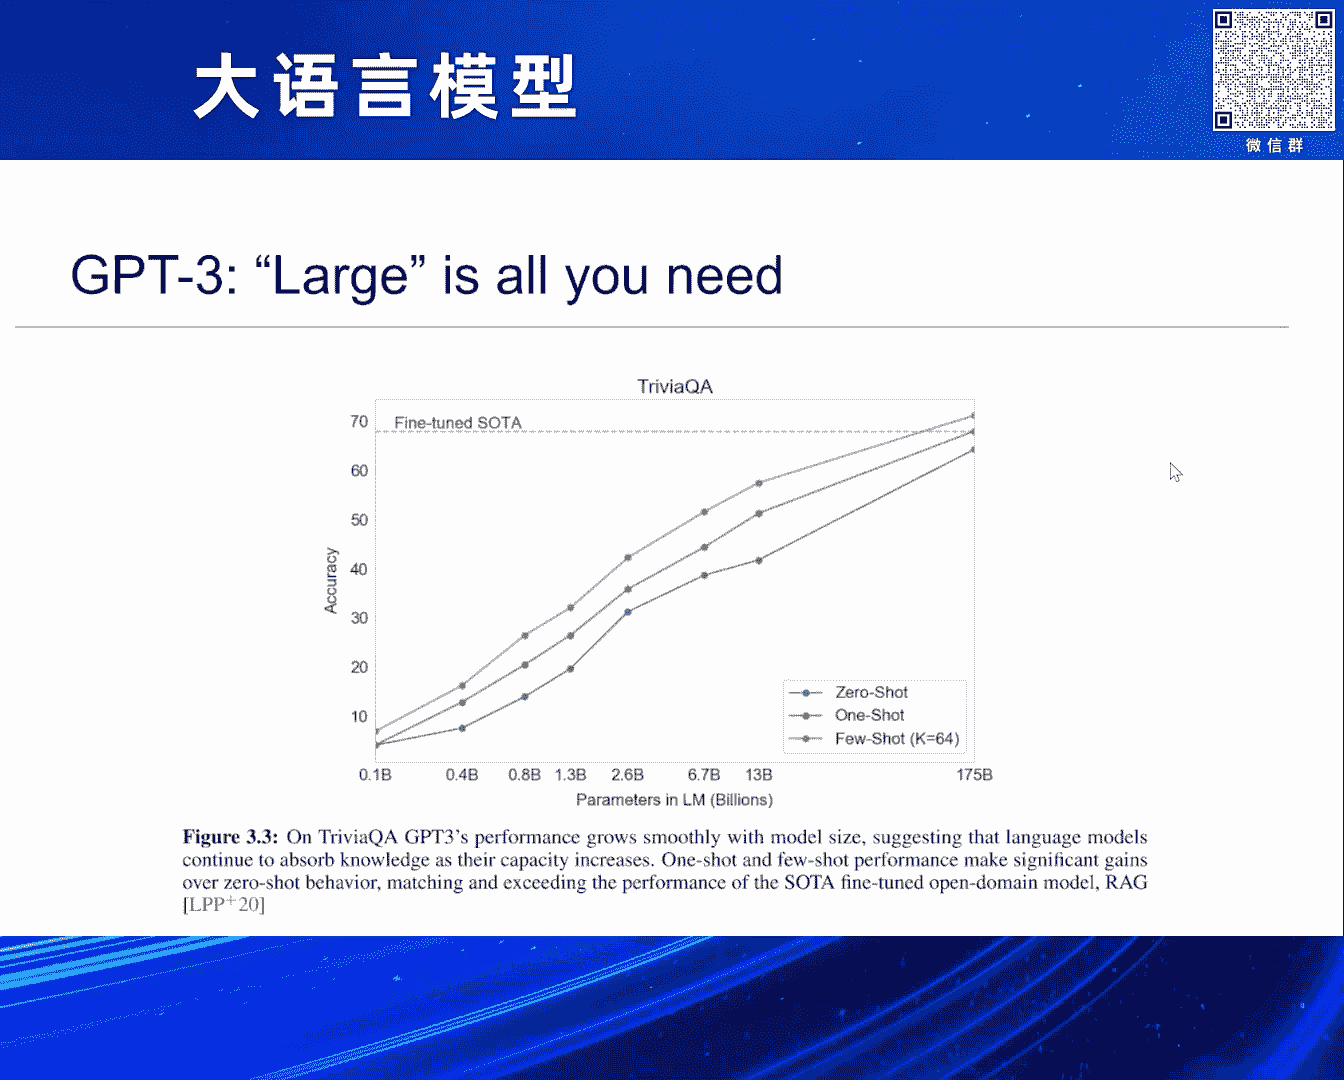 大语言模型
微信群
GPT-3: “Large” is all you need
TriviaQA
70
Fine-tuned SOTA
60
50
40
30
20
10
Accuracy
Zero-Shot
One-Shot
Few-Shot (K=64)
0.1B 0.4B 0.8B 1.3B 2.6B 6.7B 13B 175B
Parameters in LM (Billions)
Figure 3.3: On TriviaQA GPT3’s performance grows smoothly with model size, suggesting that language models
continue to absorb knowledge as their capacity increases. One-shot and few-shot performance make significant gains
over zero-shot behavior, matching and exceeding the performance of the SOTA fine-tuned open-domain model, RAG
[LPP+20]